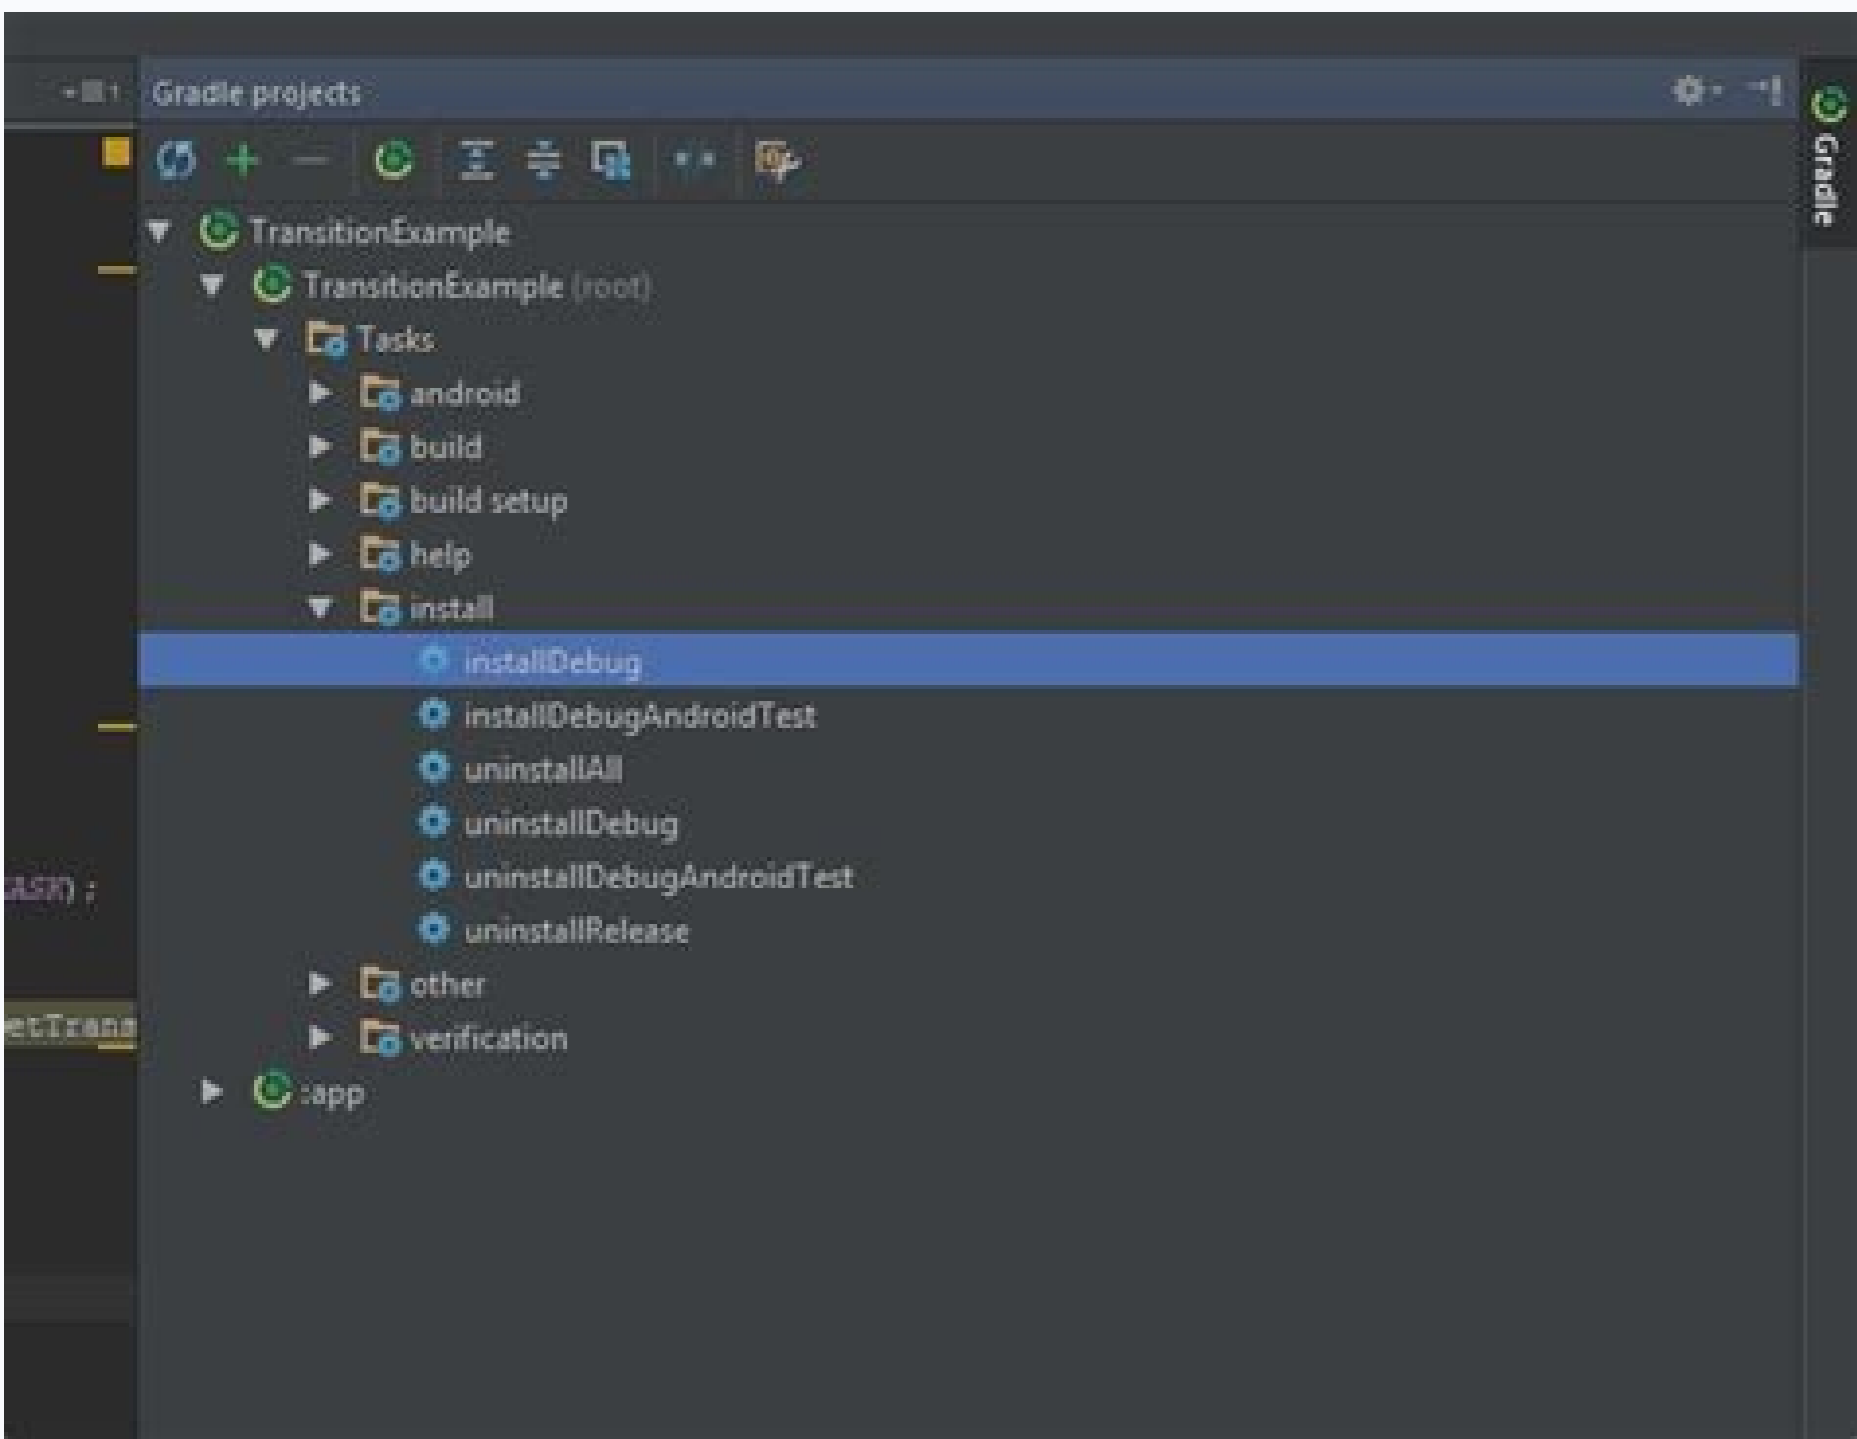 Gradle projects
Gradle
TransitionExample
TransitionExample (root)
Tasks
android
build
build setup
help
install
installDebug
installDebugAndroidTest
uninstallAll
uninstallDebug
uninstallDebugAndroidTest
uninstallRelease
other
verification
:app
etTrans